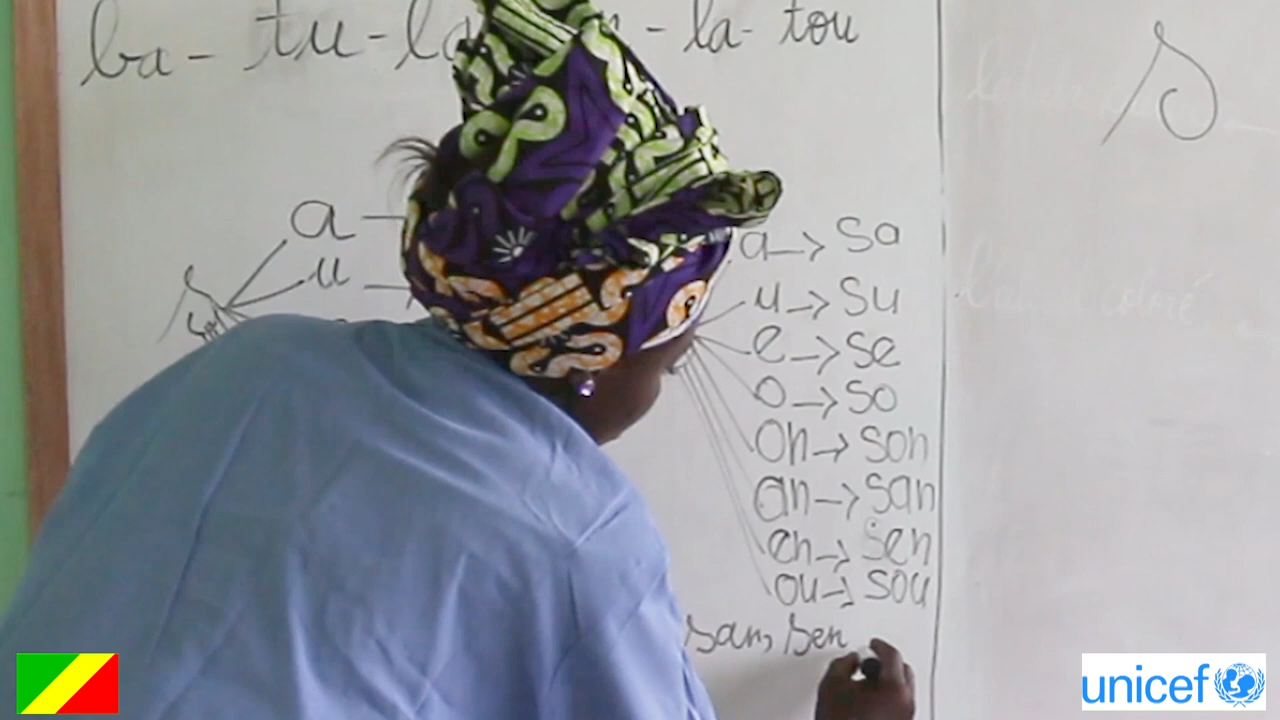 ba - tu - la - la - tou
S
a
u
a → sa
u → su
e → se
o → so
on → son
an → san
en → sen
ou → sou
san, sen
unicef